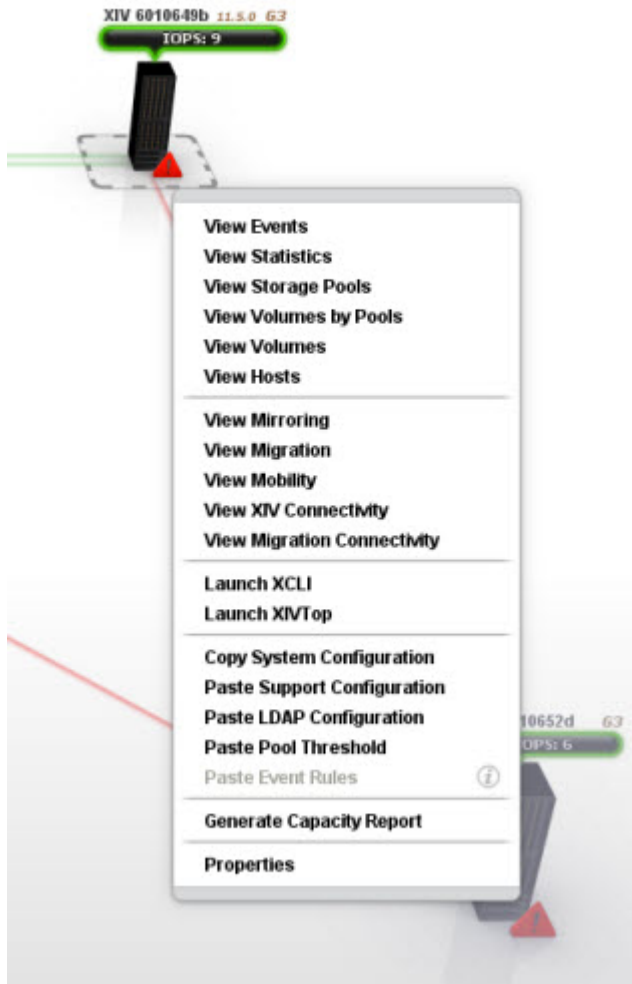 XIV 6010649b 11.5.0 G3
IOPS: 9
View Events
View Statistics
View Storage Pools
View Volumes by Pools
View Volumes
View Hosts
View Mirroring
View Migration
View Mobility
View XIV Connectivity
View Migration Connectivity
Launch XCLI
Launch XIVTop
Copy System Configuration
Paste Support Configuration
Paste LDAP Configuration
10652d G3
Paste Pool Threshold
OPS: 6
Paste Event Rules
Generate Capacity Report
Properties